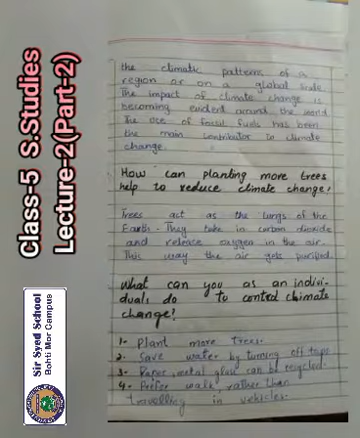 Class-5 S.Studies
Lecture-2(Part-2)
Sir Syed School
Bohti Mor Campus
the climatic pattern of a
region or on a global scale.
The impact of climate change is
becoming evident around the world
The use of fossil fuels has been
the main contributor in climate
change.
How can planting more trees
help to reduce climate change?
Trees act as the lungs of the
Earth. They take in carbon dioxide
and release oxygen in the air.
This way the air gets purified.
What can you as an indivi-
duals do to control climate
change?
1- Plant more trees.
2- Save water by turning off taps
3- Paper, metal glass can be recycled.
4- Prefer walk rather than
travelling in vehicles.